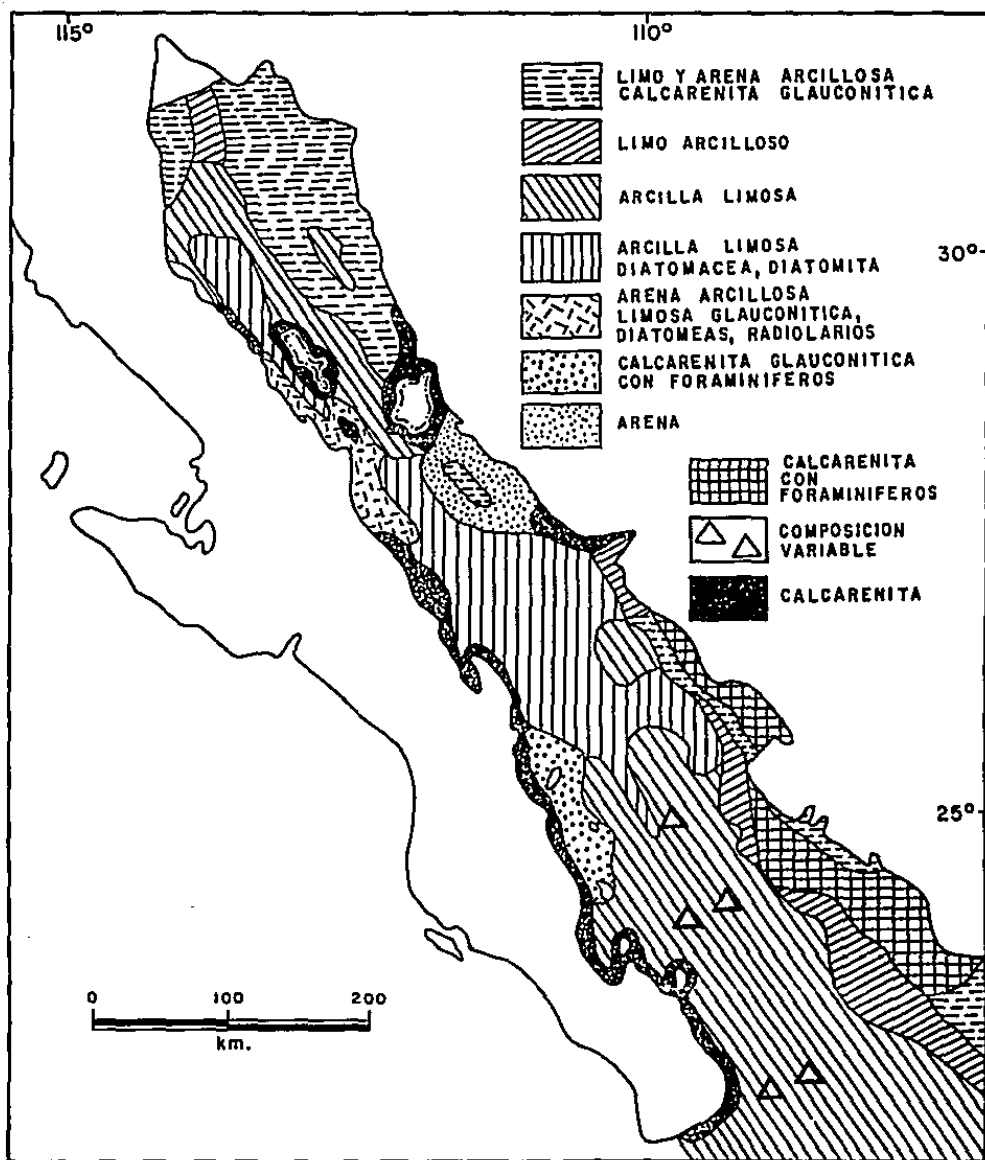 115°
110°
LIMO Y ARENA ARCILLOSA
CALCARENITA GLAUCONITICA
LIMO ARCILLOSO
ARCILLA LIMOSA
ARCILLA LIMOSA
DIATOMACEA, DIATOMITA
30°
ARENA ARCILLOSA
LIMOSA GLAUCONITICA,
DIATOMEAS, RADIOLARIOS
CALCARENITA GLAUCONITICA
CON FORAMINIFEROS
ARENA
CALCARENITA
CON
FORAMINIFEROS
COMPOSICION
VARIABLE
CALCARENITA
25°
0 100 200
km.